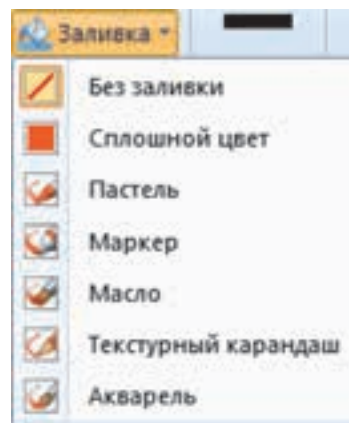 Заливка
Без заливки
Сплошной цвет
Пастель
Маркер
Масло
Текстурный карандаш
Акварель